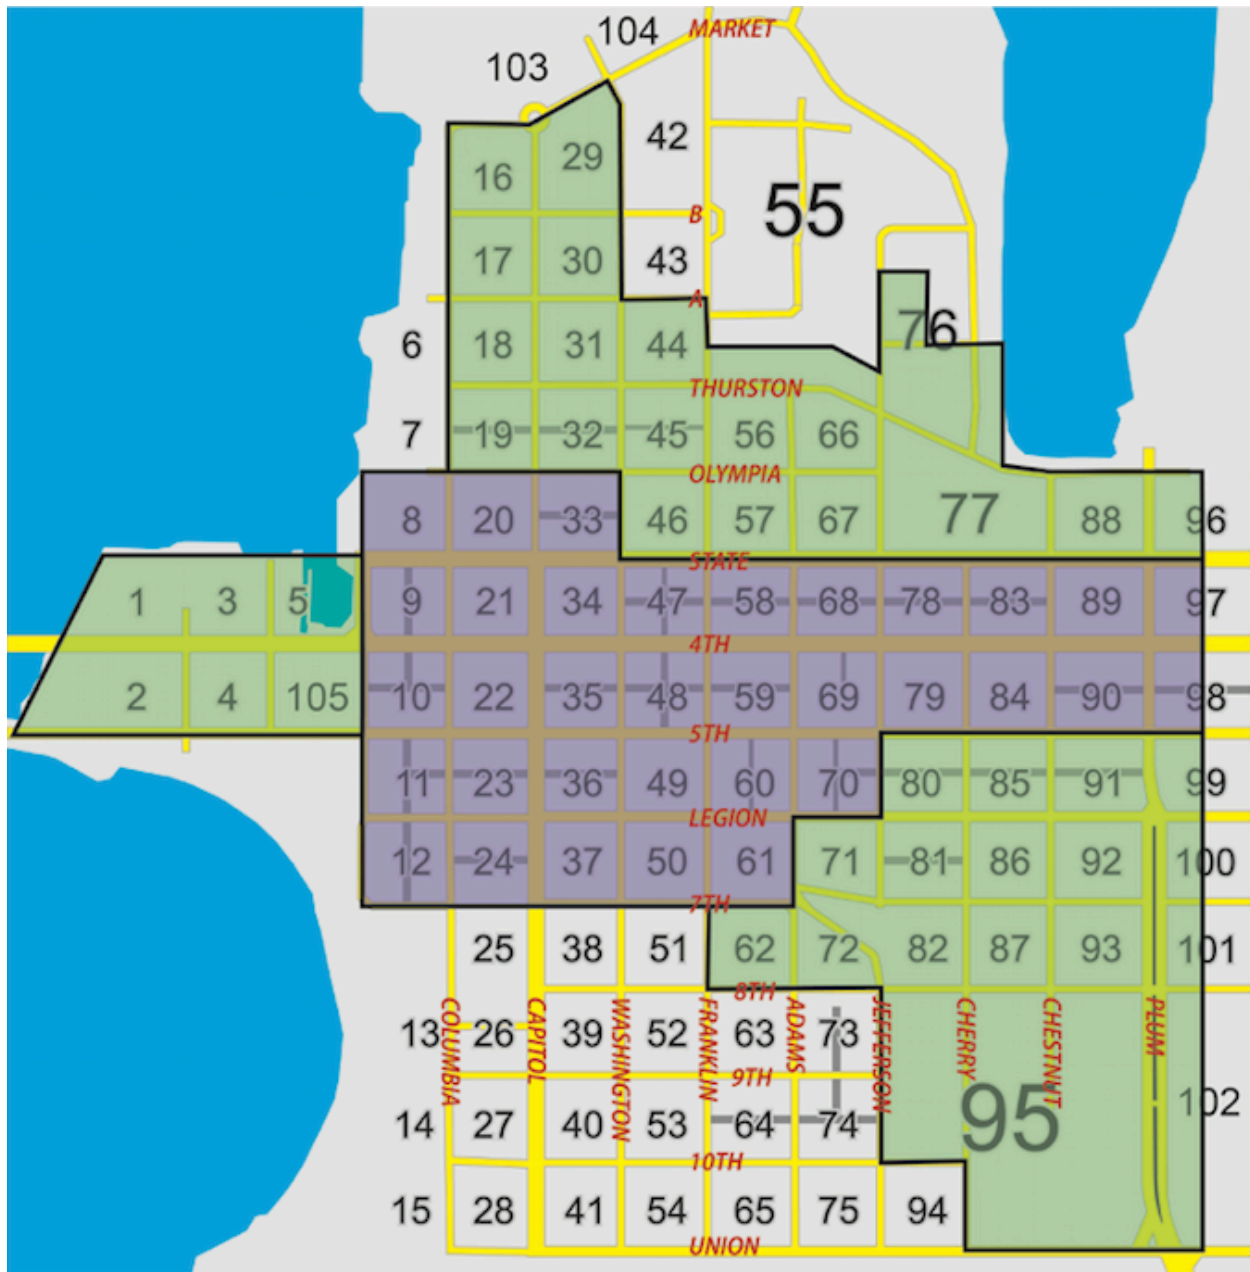 104 MARKET
103
42
29
16
55
B
17 30 43
A
6 18 31 44 76
THURSTON
7 19 32 45 56 66
OLYMPIA
8 20 33 46 57 67 77 88 96
STATE
1 3 5 9 21 34 47 58 68 78 83 89 97
4TH
2 4 105 10 22 35 48 59 69 79 84 90 98
5TH
11 23 36 49 60 70 80 85 91 99
LEGION
12 24 37 50 61 71 81 86 92 100
7TH
25 38 51 62 72 82 87 93 101
8TH
COLUMBIA CAPITOL WASHINGTON FRANKLIN ADAMS JEFFERSON CHERRY CHESTNUT PLUM
13 26 39 52 63 73
9TH
14 27 40 53 64 74 95 102
10TH
15 28 41 54 65 75 94
UNION